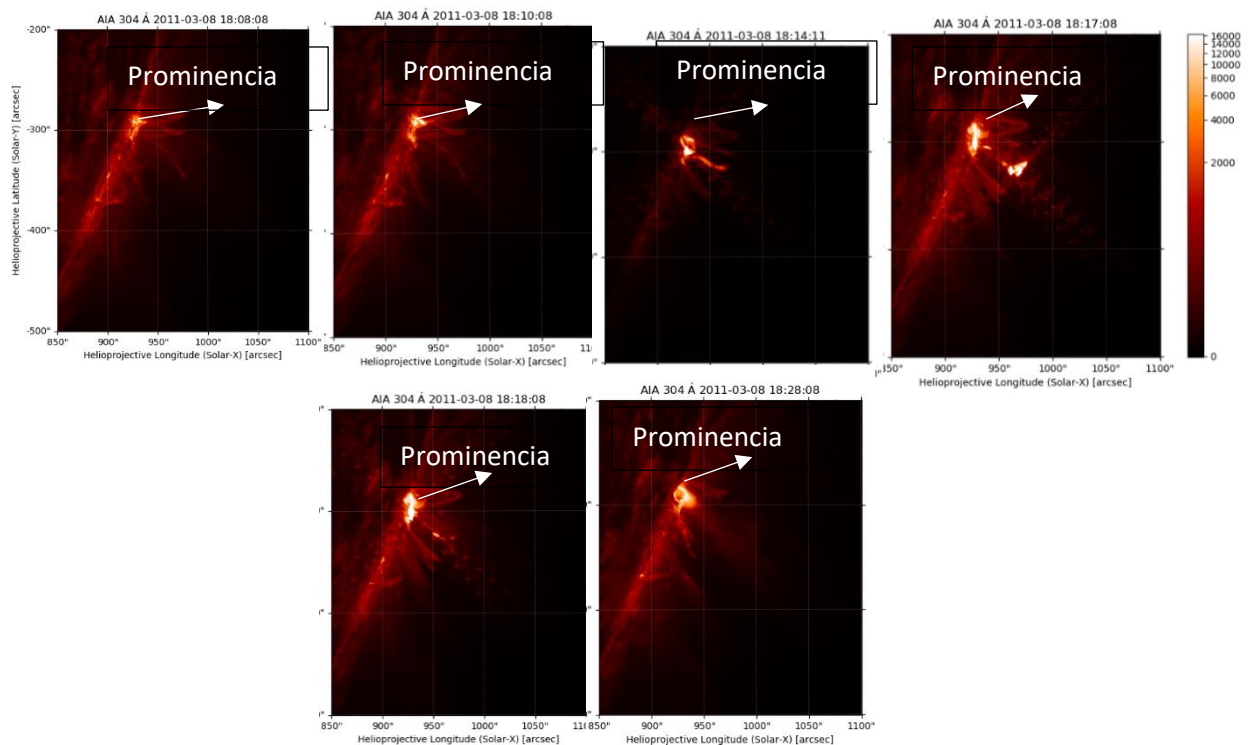 AIA 304 Å 2011-03-08 18:08:08
Prominencia
-200"
-300"
-400"
-500"
Helioprojective Latitude (Solar-Y) [arcsec]
850" 900" 950" 1000" 1050" 1100"
Helioprojective Longitude (Solar-X) [arcsec]
AIA 304 Å 2011-03-08 18:10:08
Prominencia
850" 900" 950" 1000" 1050" 110
Helioprojective Longitude (Solar-X) [arcsec]
AIA 304 Å 2011-03-08 18:14:11
Prominencia
AIA 304 Å 2011-03-08 18:17:08
Prominencia
850" 900" 950" 1000" 1050" 1100"
Helioprojective Longitude (Solar-X) [arcsec]
16000
14000
12000
10000
8000
6000
4000
2000
0
AIA 304 Å 2011-03-08 18:18:08
Prominencia
850" 900" 950" 1000" 1050" 110
Helioprojective Longitude (Solar-X) [arcsec]
AIA 304 Å 2011-03-08 18:28:08
Prominencia
850" 900" 950" 1000" 1050" 1100"
Helioprojective Longitude (Solar-X) [arcsec]